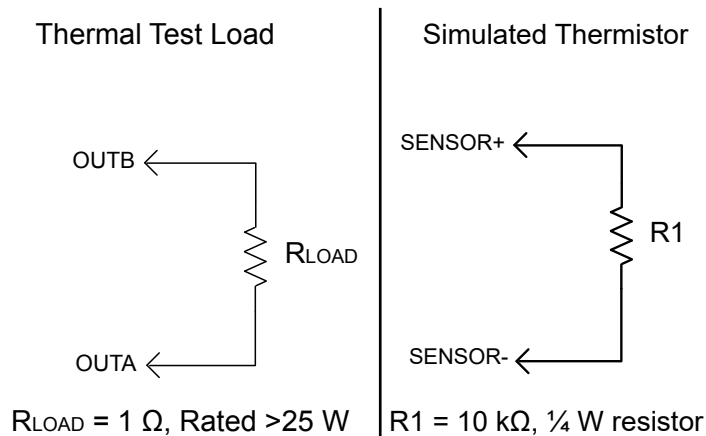 Thermal Test Load
OUTB
RLOAD
OUTA
RLOAD = 1 Ω, Rated >25 W
Simulated Thermistor
SENSOR+
R1
SENSOR-
R1 = 10 kΩ, ¼ W resistor